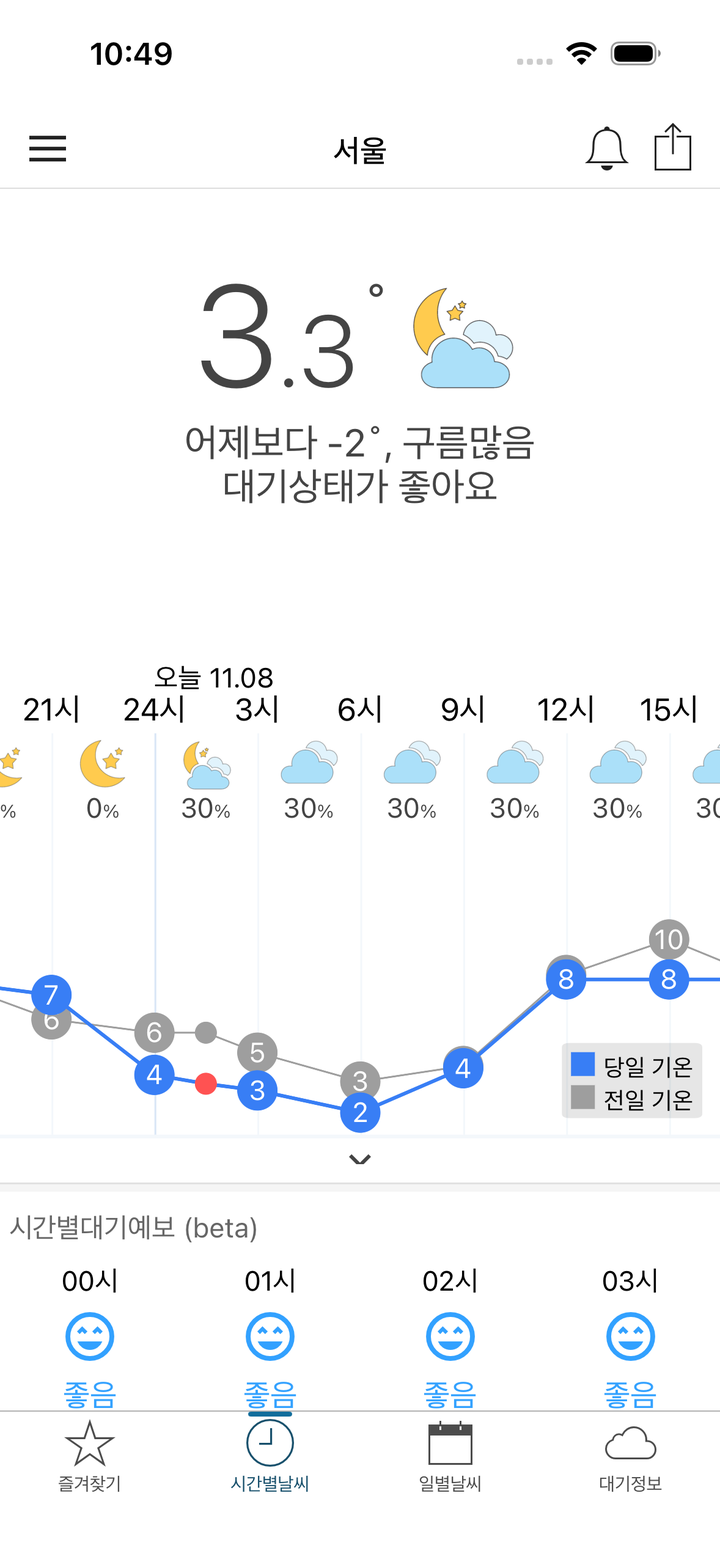 10:49
서울
3.3°
어제보다 -2°, 구름많음
대기상태가 좋아요
오늘 11.08
21시 24시 3시 6시 9시 12시 15시
% 0% 30% 30% 30% 30% 30% 30
10
7 6 8 8
6 5 3 4
4 3 2
당일 기온
전일 기온
시간별대기예보 (beta)
00시 01시 02시 03시
좋음 좋음 좋음 좋음
즐겨찾기 시간별날씨 일별날씨 대기정보